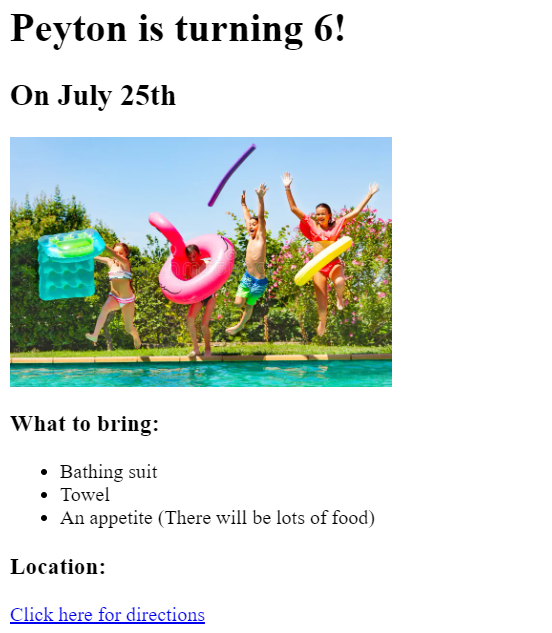 Peyton is turning 6!
On July 25th
What to bring:
Bathing suit
Towel
An appetite (There will be lots of food)
Location:
Click here for directions